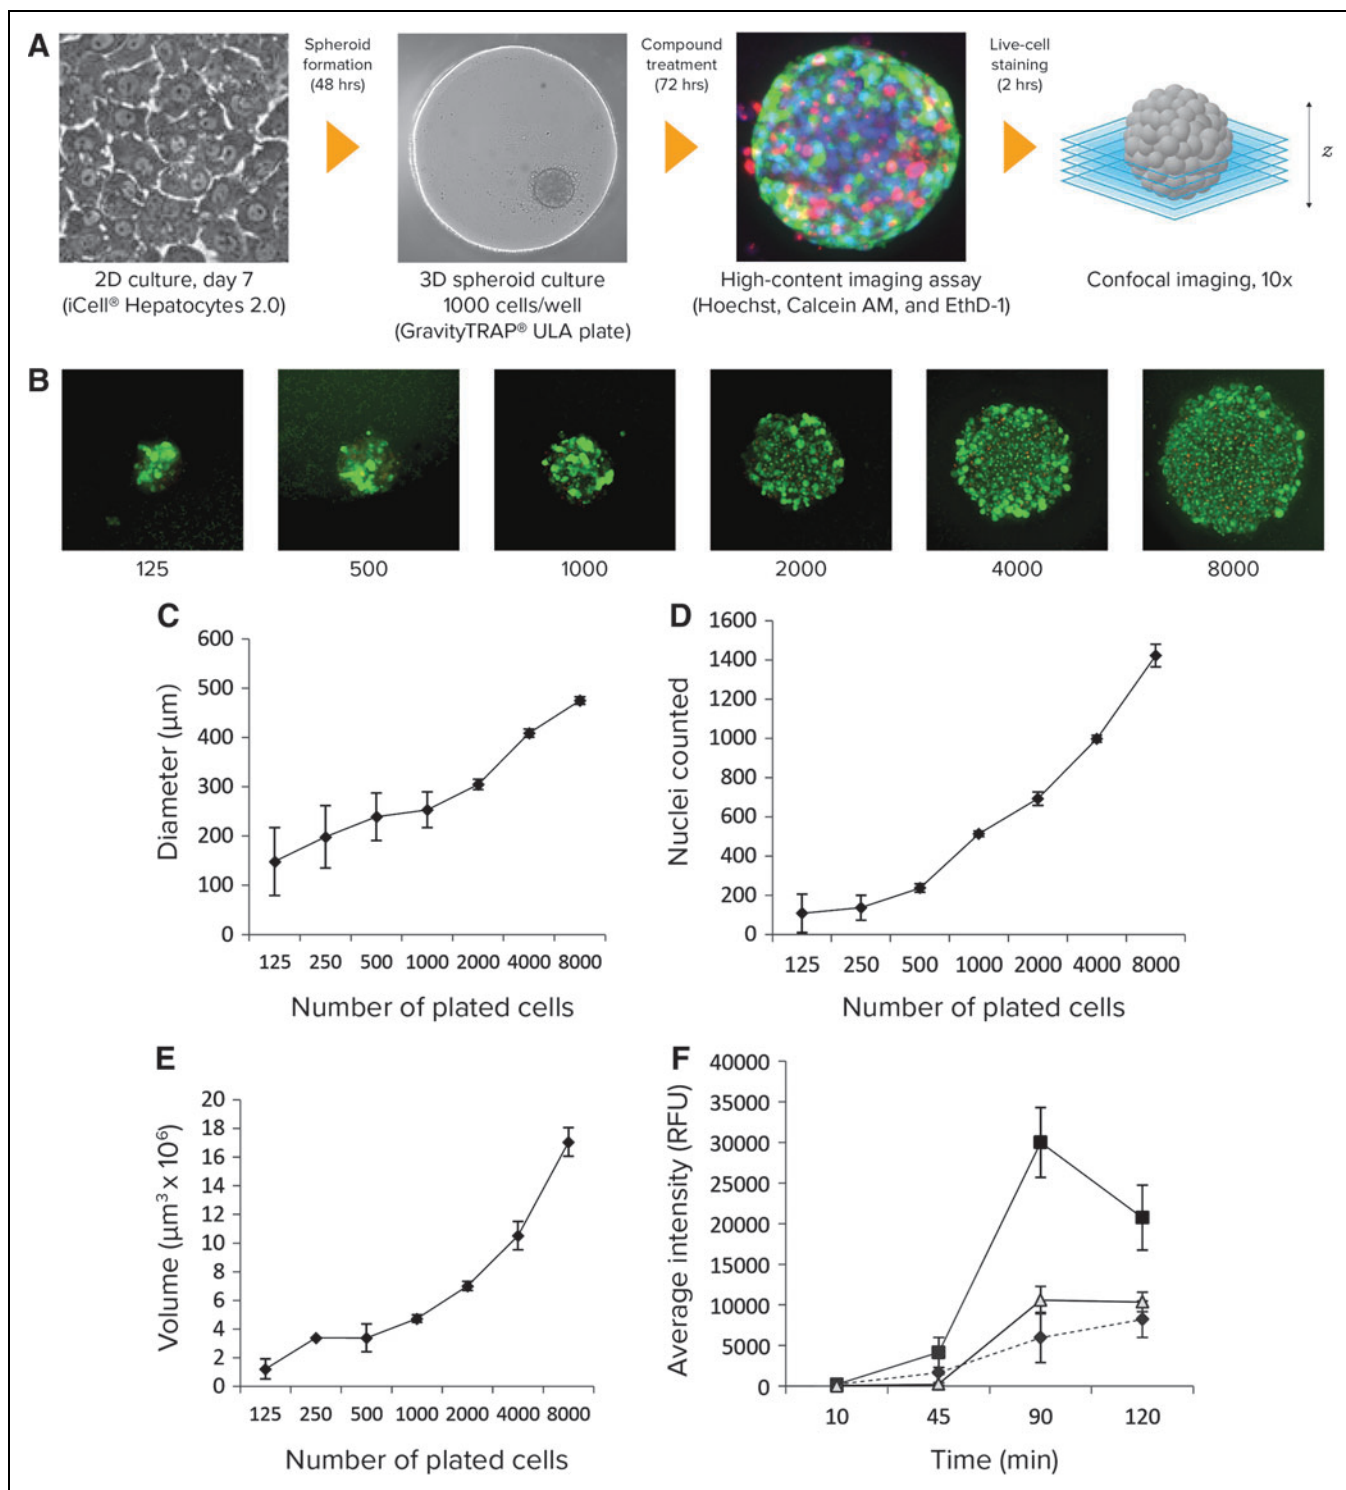 A
Spheroid
formation
(48 hrs)
Compound
treatment
(72 hrs)
Live-cell
staining
(2 hrs)
z
2D culture, day 7
(iCell® Hepatocytes 2.0)
3D spheroid culture
1000 cells/well
(GravityTRAP® ULA plate)
High-content imaging assay
(Hoechst, Calcein AM, and EthD-1)
Confocal imaging, 10x
B
125
500
1000
2000
4000
8000
C
600
500
400
300
200
100
0
Diameter (μm)
125 250 500 1000 2000 4000 8000
Number of plated cells
D
1600
1400
1200
1000
800
600
400
200
0
Nuclei counted
125 250 500 1000 2000 4000 8000
Number of plated cells
E
20
18
16
14
12
10
8
6
4
2
0
Volume (μm³ x 10⁶)
125 250 500 1000 2000 4000 8000
Number of plated cells
F
40000
35000
30000
25000
20000
15000
10000
5000
0
Average intensity (RFU)
10 45 90 120
Time (min)